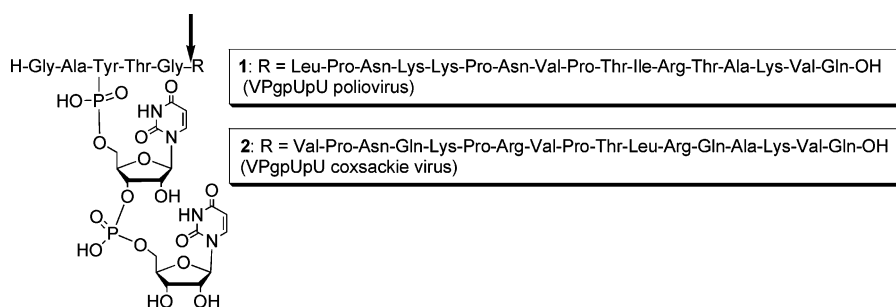 H-Gly-Ala-Tyr-Thr-Gly-R
1: R = Leu-Pro-Asn-Lys-Lys-Pro-Asn-Val-Pro-Thr-Ile-Arg-Thr-Ala-Lys-Val-Gln-OH
(VPgpUpU poliovirus)
HO-P=O
O
O
HN
O
N
O
OH
O
2: R = Val-Pro-Asn-Gln-Lys-Pro-Arg-Val-Pro-Thr-Leu-Arg-Gln-Ala-Lys-Val-Gln-OH
(VPgpUpU coxsackie virus)
O
O=P
HO
O
HN
O
N
O
HO OH